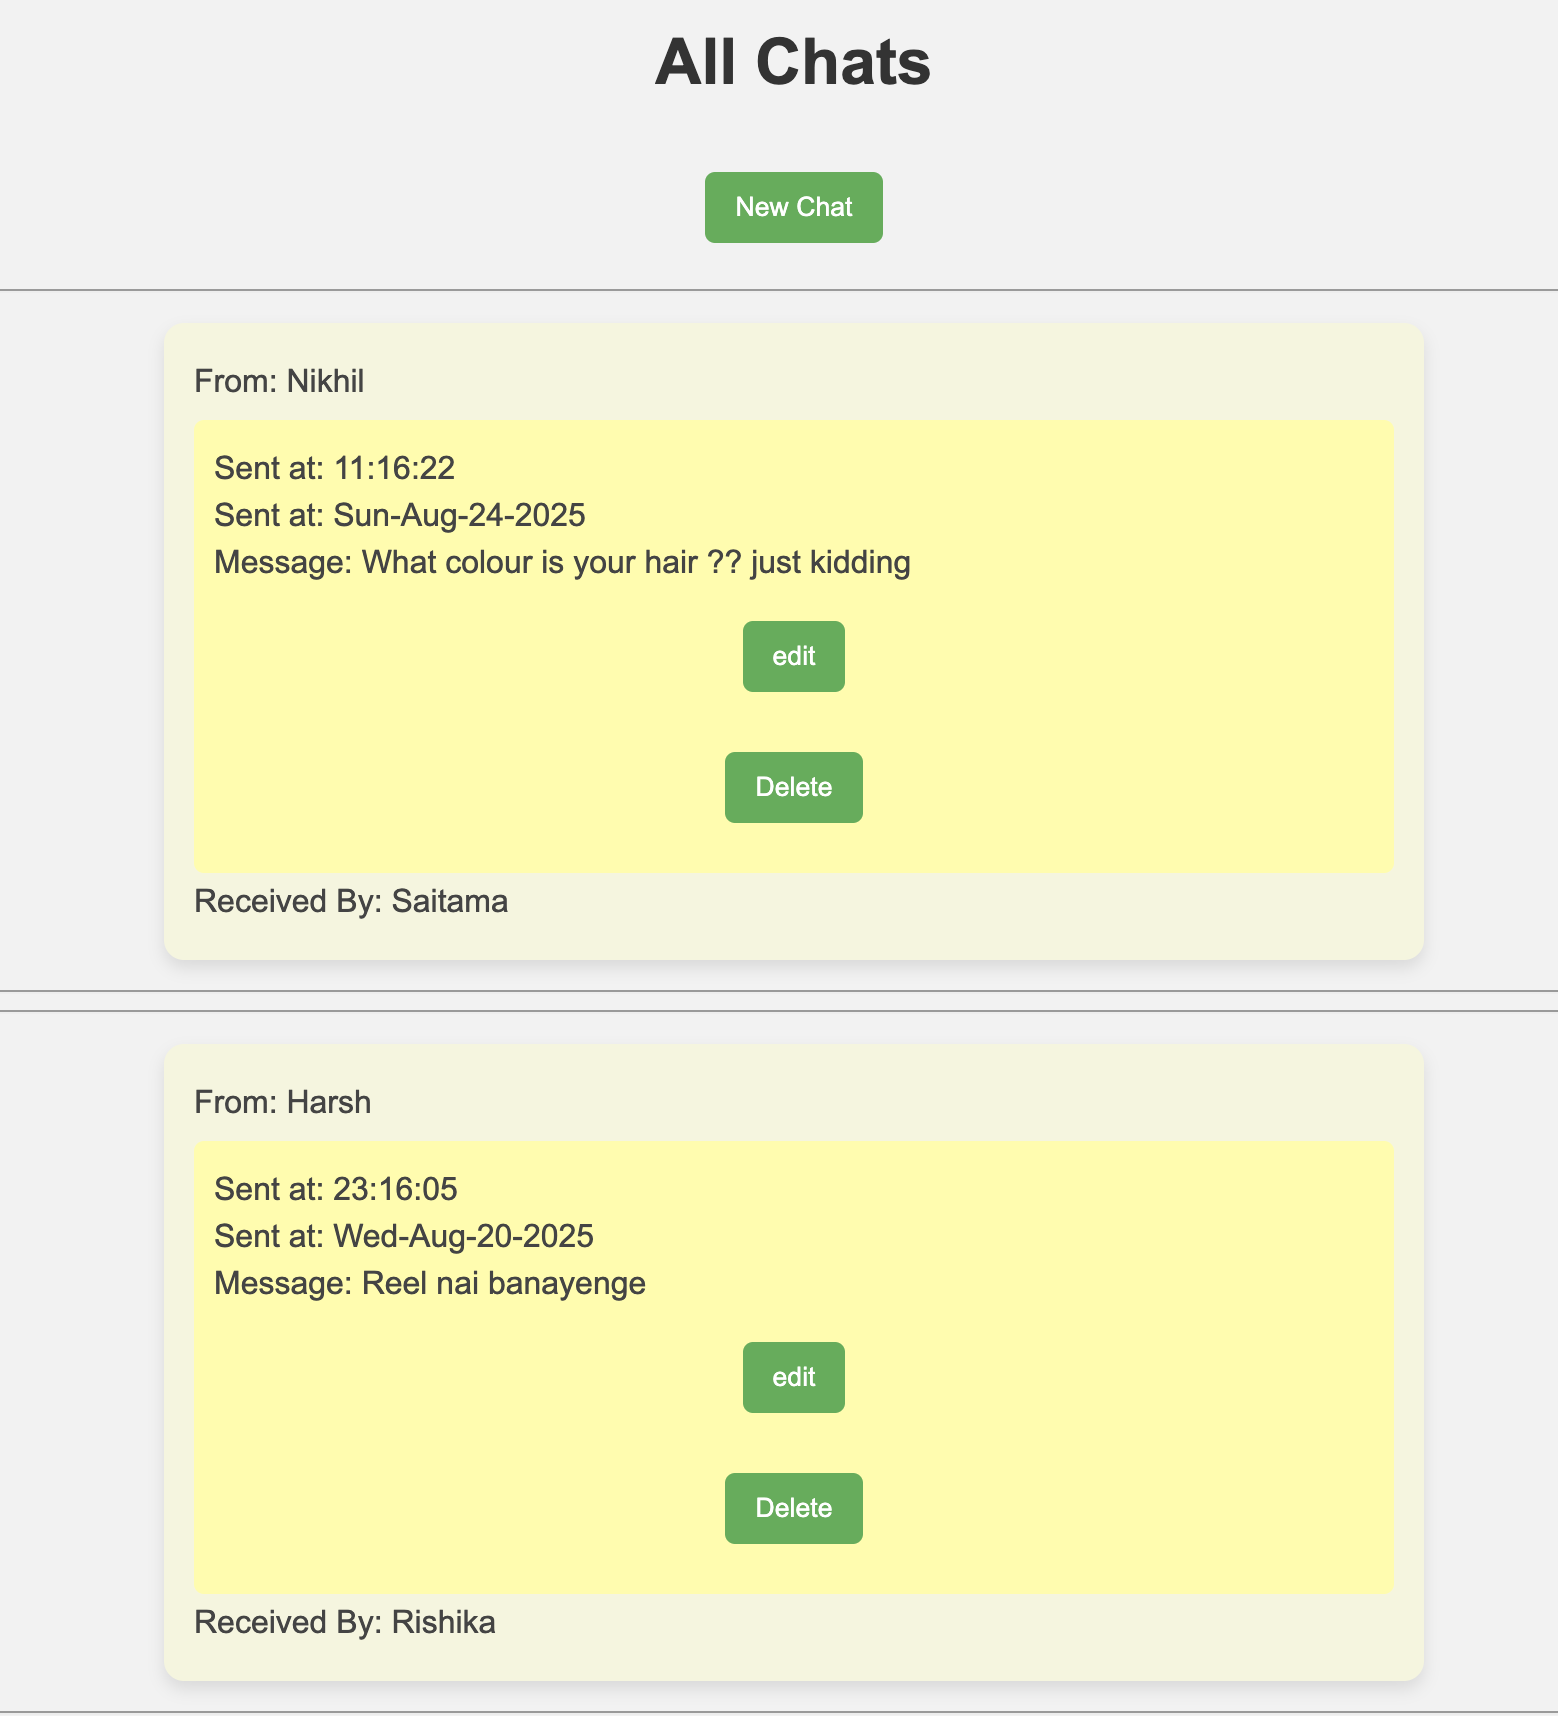 All Chats
New Chat
From: Nikhil
Sent at: 11:16:22
Sent at: Sun-Aug-24-2025
Message: What colour is your hair ?? just kidding
edit
Delete
Received By: Saitama
From: Harsh
Sent at: 23:16:05
Sent at: Wed-Aug-20-2025
Message: Reel nai banayenge
edit
Delete
Received By: Rishika